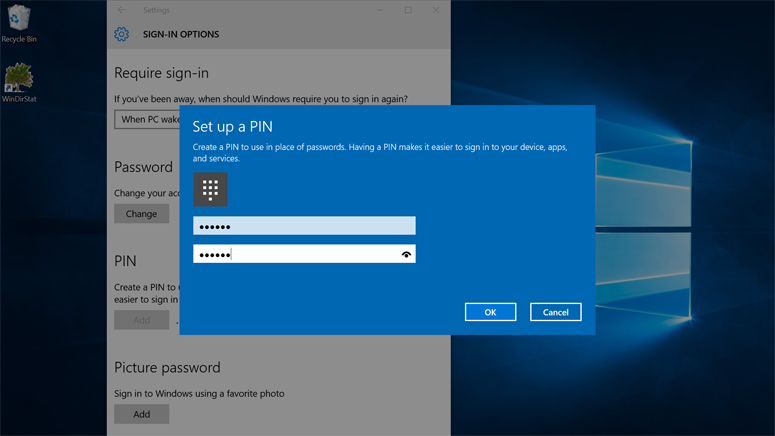 Recycle Bin
WinDirStat
Settings
SIGN-IN OPTIONS
Require sign-in
If you've been away, when should Windows require you to sign in again?
When PC wake
Password
Change your acc
Change
PIN
Create a PIN to
easier to sign in
Add
Picture password
Sign in to Windows using a favorite photo
Add
Set up a PIN
Create a PIN to use in place of passwords. Having a PIN makes it easier to sign in to your device, apps,
and services.
●●●●●●
●●●●●●
OK
Cancel